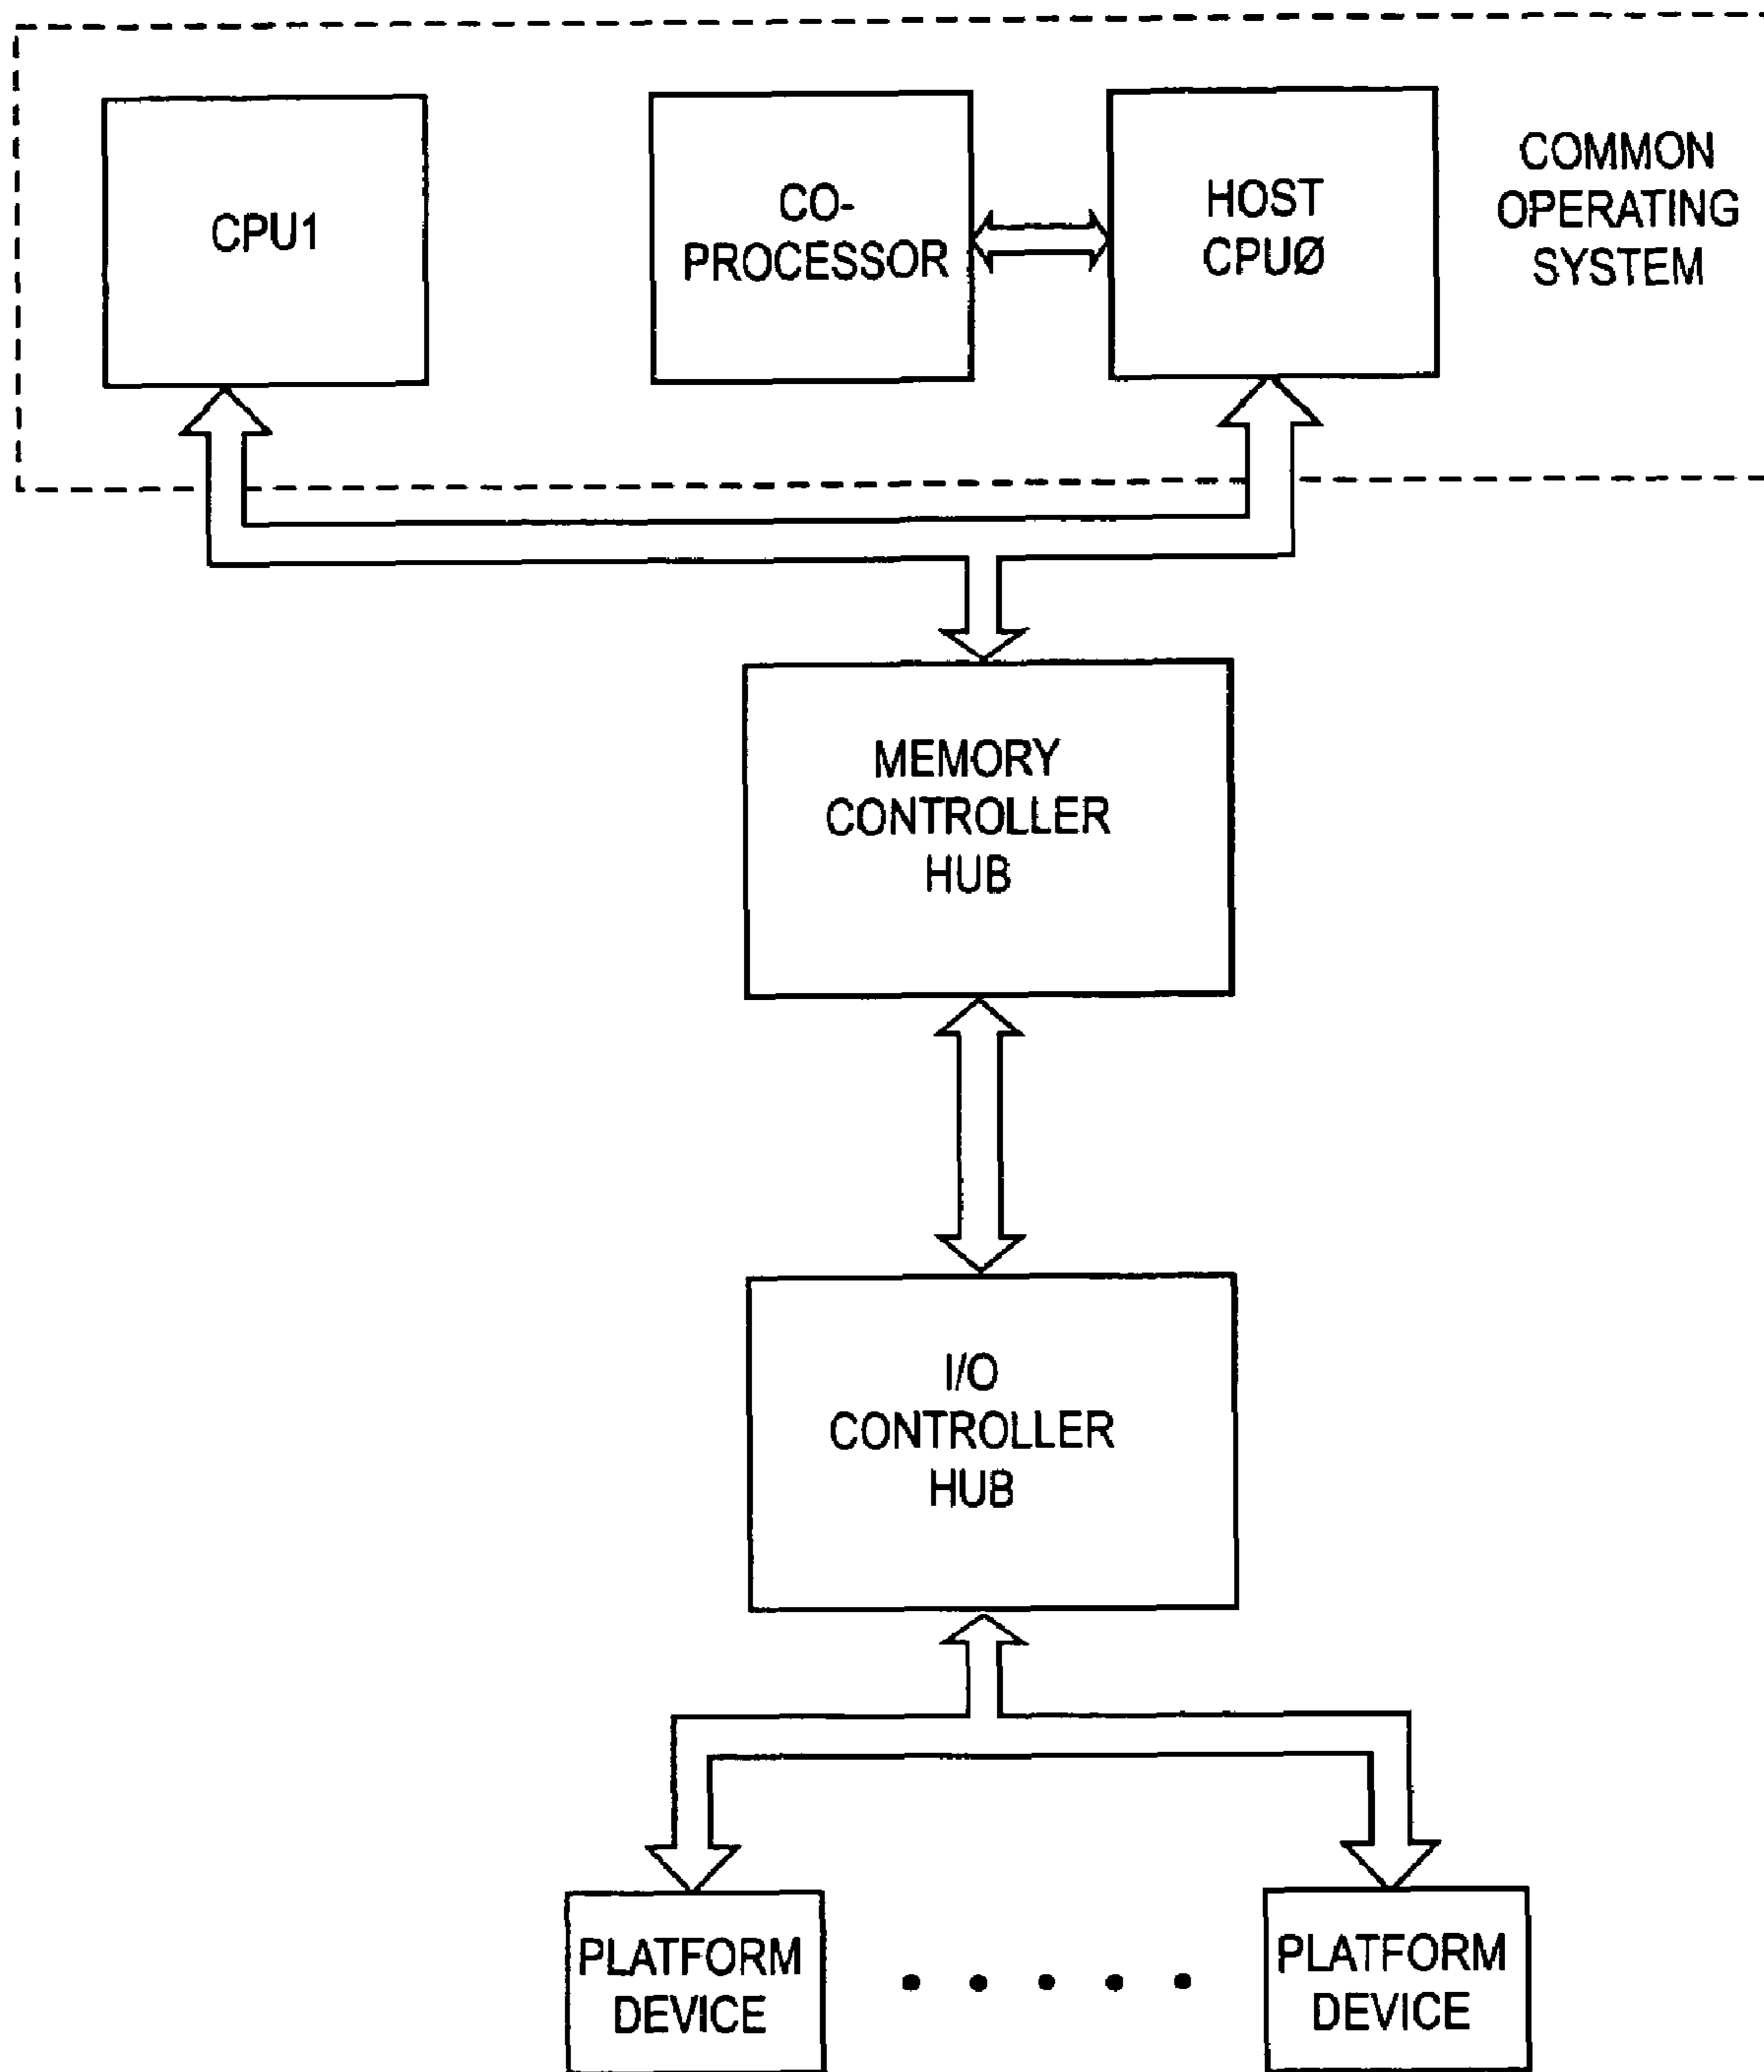 CPU1
CO-
PROCESSOR
HOST
CPUØ
COMMON
OPERATING
SYSTEM
MEMORY
CONTROLLER
HUB
I/O
CONTROLLER
HUB
PLATFORM
DEVICE
PLATFORM
DEVICE